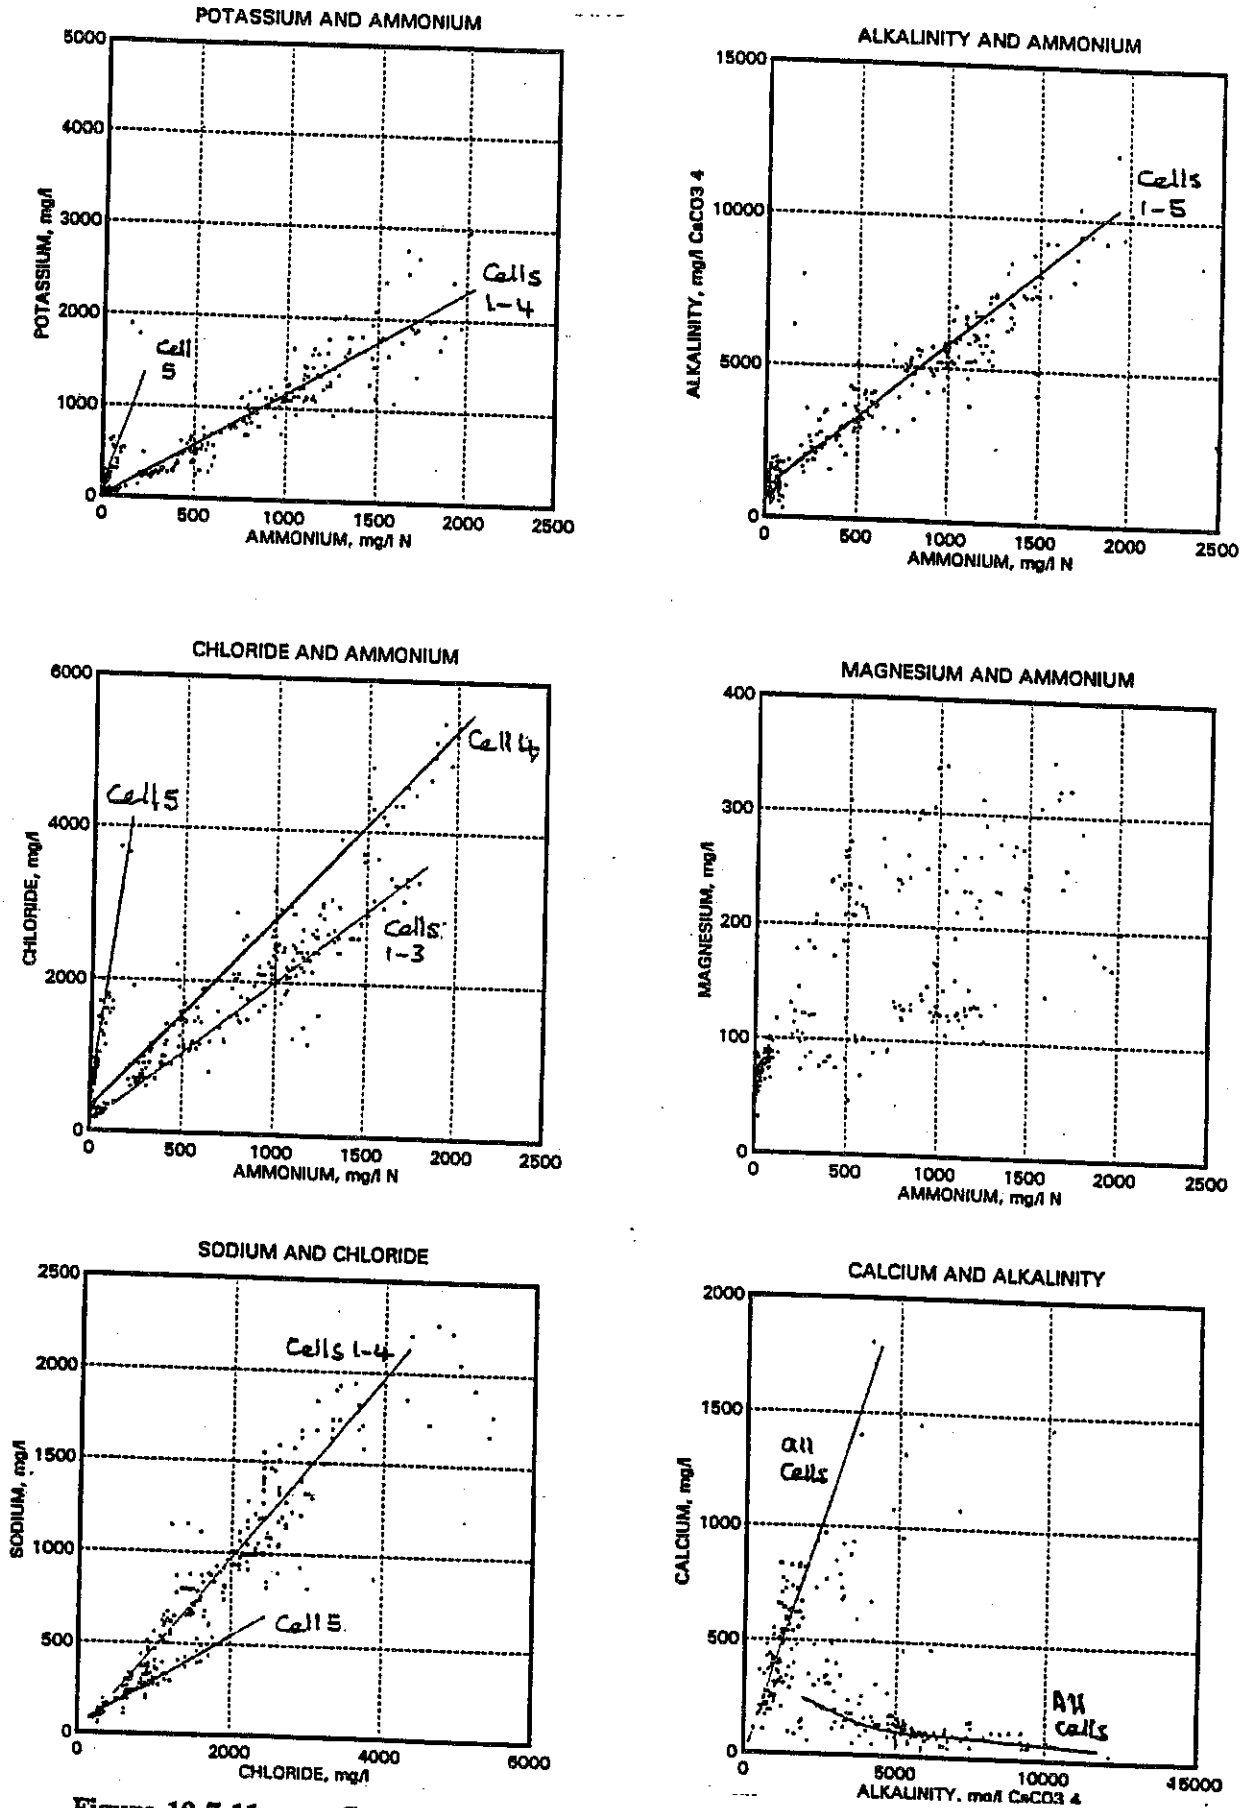 POTASSIUM AND AMMONIUM
5000
4000
3000
2000
1000
0
POTASSIUM, mg/l
Cell
5
Cells
1-4
0 500 1000 1500 2000 2500
AMMONIUM, mg/l N
ALKALINITY AND AMMONIUM
15000
10000
5000
0
ALKALINITY, mg/l CaCO3 4
Cells
1-5
0 500 1000 1500 2000 2500
AMMONIUM, mg/l N
CHLORIDE AND AMMONIUM
6000
4000
2000
0
CHLORIDE, mg/l
Cell 5
Cell 4
Cells
1-3
0 500 1000 1500 2000 2500
AMMONIUM, mg/l N
MAGNESIUM AND AMMONIUM
400
300
200
100
0
MAGNESIUM, mg/l
0 500 1000 1500 2000 2500
AMMONIUM, mg/l N
SODIUM AND CHLORIDE
2500
2000
1500
1000
500
0
SODIUM, mg/l
Cells 1-4
Cell 5
0 2000 4000 6000
CHLORIDE, mg/l
CALCIUM AND ALKALINITY
2000
1500
1000
500
0
CALCIUM, mg/l
all
Cells
All
Cells
0 5000 10000 15000
ALKALINITY, mg/l CaCO3 4